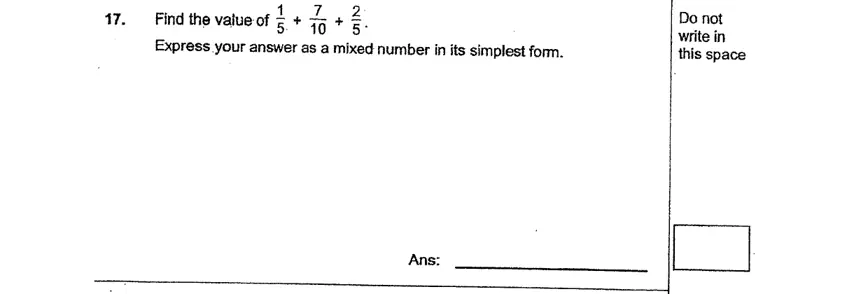 17. Find the value of 1/5 + 7/10 + 2/5.
Express your answer as a mixed number in its simplest form.
Do not
write in
this space
Ans: